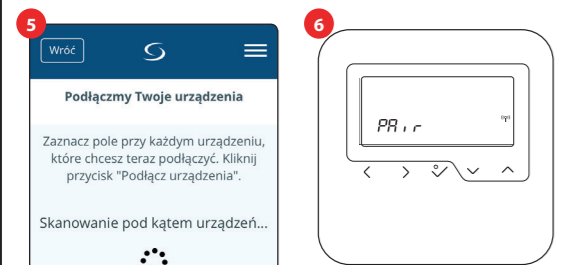 5
Wróć
Podłączmy Twoje urządzenia
Zaznacz pole przy każdym urządzeniu,
które chcesz teraz podłączyć. Kliknij
przycisk "Podłącz urządzenia".
Skanowanie pod kątem urządzeń...
6
PAir